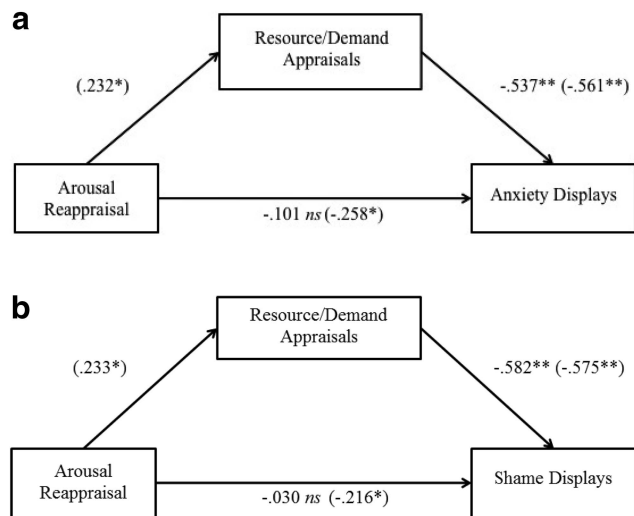 a
Resource/Demand
Appraisals
(.232*)
-.537** (-.561**)
Arousal
Reappraisal
Anxiety Displays
-.101 ns (-.258*)
b
Resource/Demand
Appraisals
(.233*)
-.582** (-.575**)
Arousal
Reappraisal
Shame Displays
-.030 ns (-.216*)